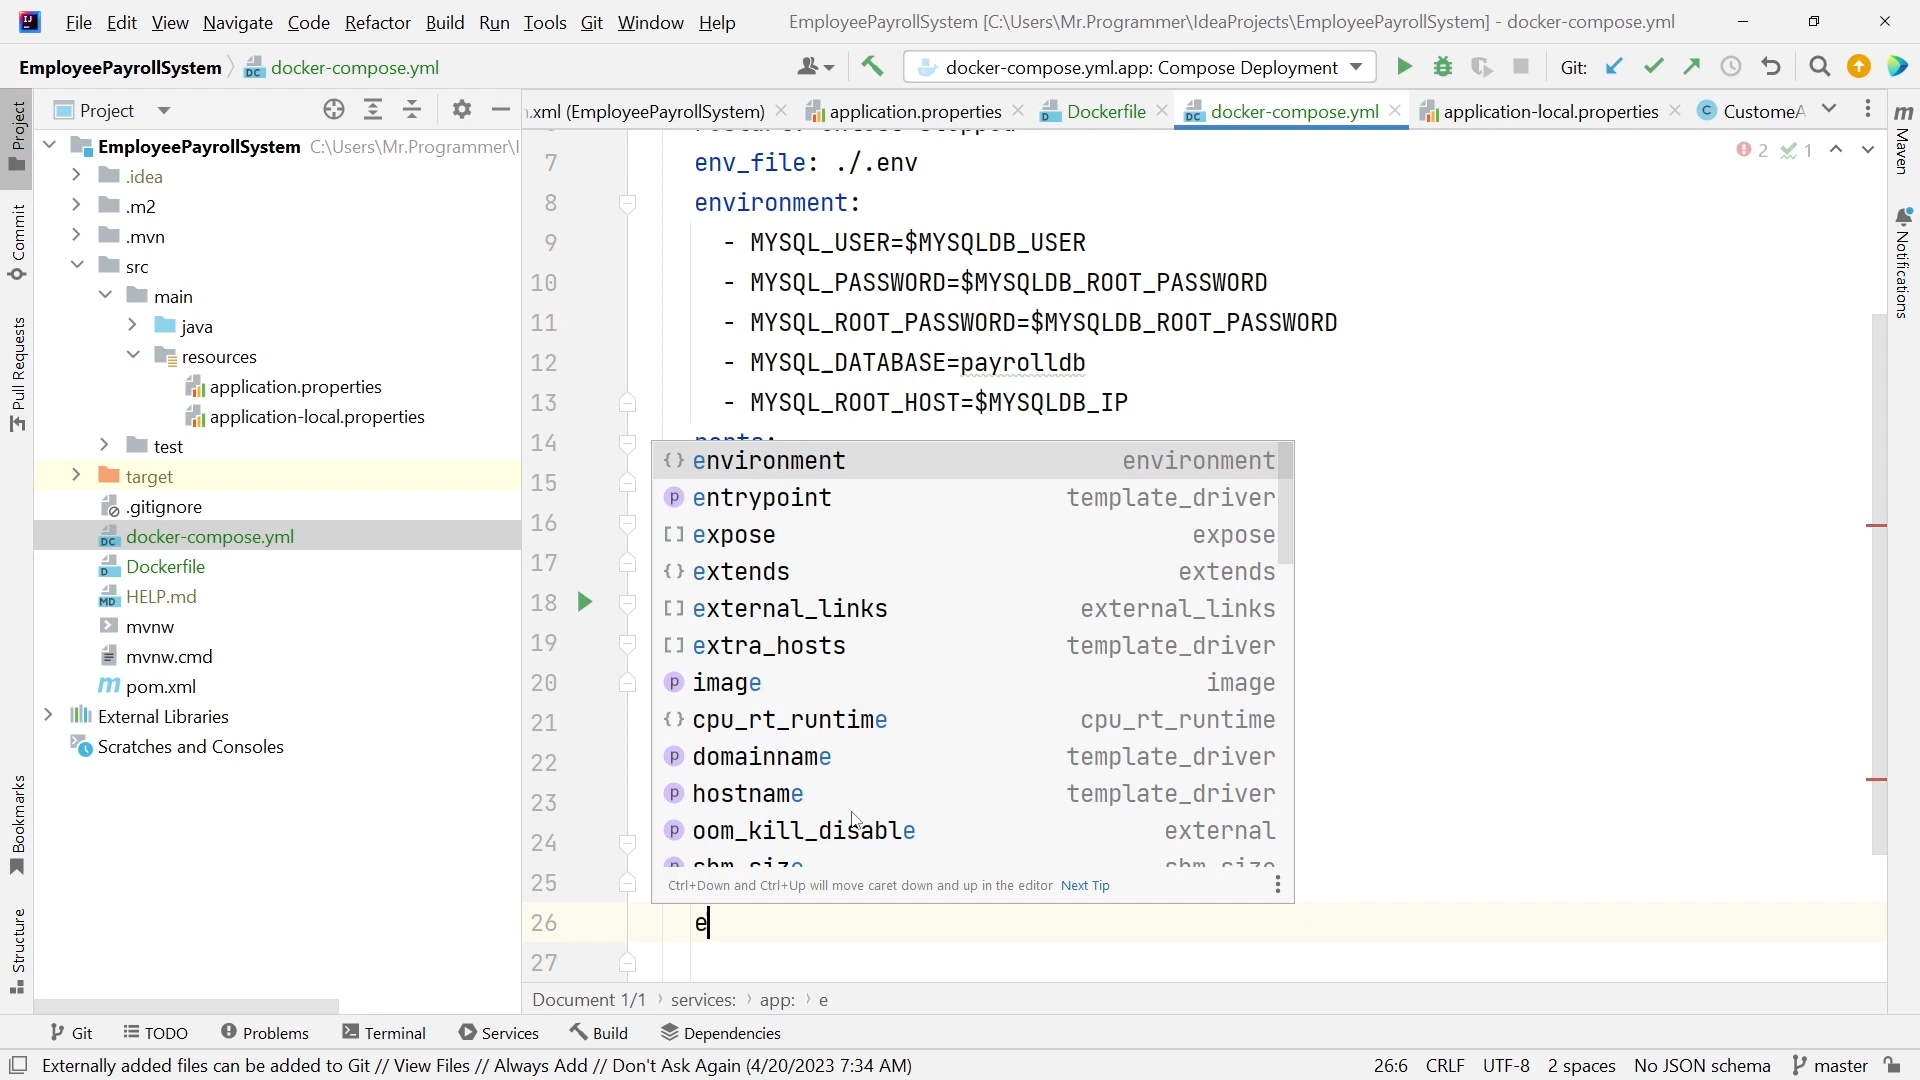 File Edit View Navigate Code Refactor Build Run Tools Git Window Help EmployeePayrollSystem [C:\Users\Mr.Programmer\IdeaProjects\EmployeePayrollSystem] - docker-compose.yml
EmployeePayrollSystem docker-compose.yml docker-compose.yml.app: Compose Deployment Git:
Project .xml (EmployeePayrollSystem) application.properties Dockerfile docker-compose.yml application-local.properties CustomeA
EmployeePayrollSystem C:\Users\Mr.Programmer\I
.idea
.m2
.mvn
src
main
java
resources
application.properties
application-local.properties
test
target
.gitignore
docker-compose.yml
Dockerfile
HELP.md
mvnw
mvnw.cmd
pom.xml
External Libraries
Scratches and Consoles
Project
Commit
Pull Requests
Bookmarks
Structure
2 1
7 env_file: ./.env
8 environment:
9 - MYSQL_USER=$MYSQLDB_USER
10 - MYSQL_PASSWORD=$MYSQLDB_ROOT_PASSWORD
11 - MYSQL_ROOT_PASSWORD=$MYSQLDB_ROOT_PASSWORD
12 - MYSQL_DATABASE=payrolldb
13 - MYSQL_ROOT_HOST=$MYSQLDB_IP
14
15
16
17
18
19
20
21
22
23
24
25
26 e
27
environment environment
entrypoint template_driver
expose expose
extends extends
external_links external_links
extra_hosts template_driver
image image
cpu_rt_runtime cpu_rt_runtime
domainname template_driver
hostname template_driver
oom_kill_disable external
shm_size shm_size
Ctrl+Down and Ctrl+Up will move caret down and up in the editor Next Tip
Maven
Notifications
Document 1/1 services: app: e
Git TODO Problems Terminal Services Build Dependencies
Externally added files can be added to Git // View Files // Always Add // Don't Ask Again (4/20/2023 7:34 AM) 26:6 CRLF UTF-8 2 spaces No JSON schema master